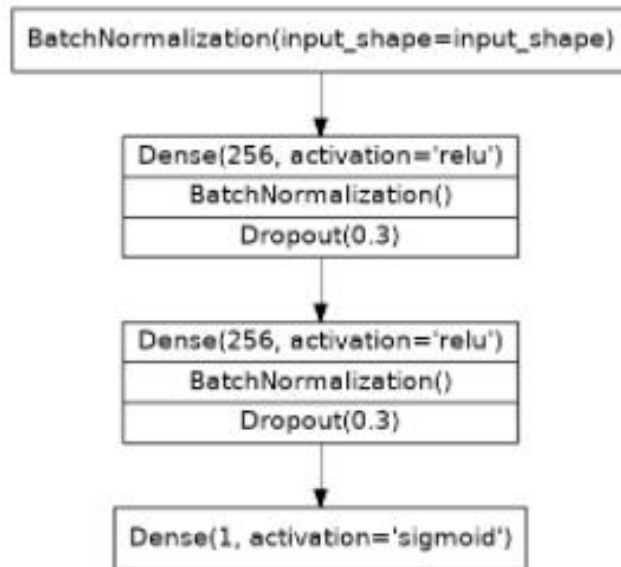 BatchNormalization(input_shape=input_shape)
Dense(256, activation='relu')
BatchNormalization()
Dropout(0.3)
Dense(256, activation='relu')
BatchNormalization()
Dropout(0.3)
Dense(1, activation='sigmoid')